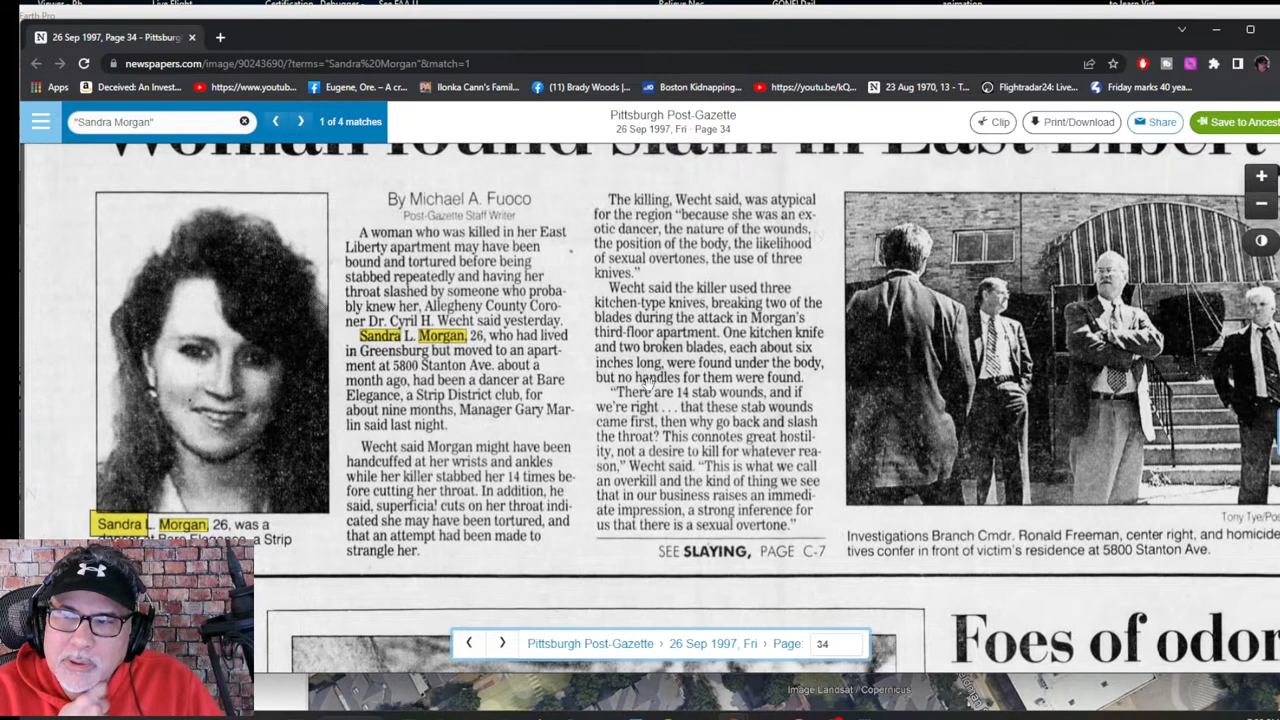 Earth Pro
26 Sep 1997, Page 34 - Pittsburg
newspapers.com/image/90243690/?terms="Sandra%20Morgan"&match=1
Apps Deceived: An Invest... https://www.youtub... Eugene, Ore. – A cr... Ilonka Cann's Famil... (11) Brady Woods |... Boston Kidnapping... https://youtu.be/kQ... 23 Aug 1970, 13 - T... Flightradar24: Live... Friday marks 40 yea...
"Sandra Morgan"
1 of 4 matches
Pittsburgh Post-Gazette
26 Sep 1997, Fri · Page 34
Clip Print/Download Share Save to Ancest
Woman found slain in East Libert
By Michael A. Fuoco
Post-Gazette Staff Writer
A woman who was killed in her East
Liberty apartment may have been
bound and tortured before being
stabbed repeatedly and having her
throat slashed by someone who proba-
bly knew her, Allegheny County Coro-
ner Dr. Cyril H. Wecht said yesterday.
Sandra L. Morgan, 26, who had lived
in Greensburg but moved to an apart-
ment at 5800 Stanton Ave. about a
month ago, had been a dancer at Bare
Elegance, a Strip District club, for
about nine months, Manager Gary Mar-
lin said last night.
Wecht said Morgan might have been
handcuffed at her wrists and ankles
while her killer stabbed her 14 times be-
fore cutting her throat. In addition, he
said, superficial cuts on her throat indi-
cated she may have been tortured, and
that an attempt had been made to
strangle her.
The killing, Wecht said, was atypical
for the region "because she was an ex-
otic dancer, the nature of the wounds,
the position of the body, the likelihood
of sexual overtones, the use of three
knives."
Wecht said the killer used three
kitchen-type knives, breaking two of the
blades during the attack in Morgan's
third-floor apartment. One kitchen knife
and two broken blades, each about six
inches long, were found under the body,
but no handles for them were found.
"There are 14 stab wounds, and if
we're right . . . that these stab wounds
came first, then why go back and slash
the throat? This connotes great hostil-
ity, not a desire to kill for whatever rea-
son," Wecht said. "This is what we call
an overkill and the kind of thing we see
that in our business raises an immedi-
ate impression, a strong inference for
us that there is a sexual overtone."
SEE SLAYING, PAGE C-7
Sandra L. Morgan, 26, was a
dancer at Bare Elegance, a Strip
Tony Tye/Po
Investigations Branch Cmdr. Ronald Freeman, center right, and homicide
tives confer in front of victim's residence at 5800 Stanton Ave.
Foes of odor
Pittsburgh Post-Gazette › 26 Sep 1997, Fri › Page: 34
Image Landsat / Copernicus